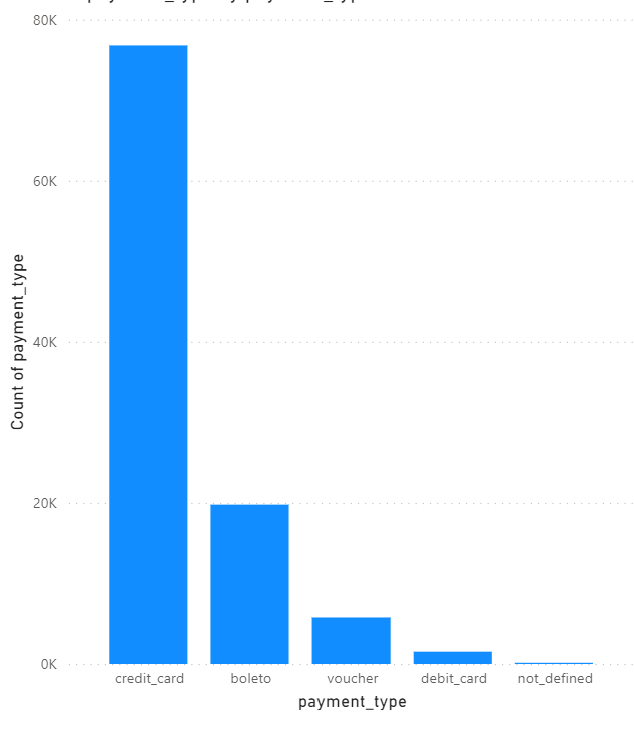 80K
60K
40K
20K
0K
Count of payment_type
credit_card boleto voucher debit_card not_defined
payment_type